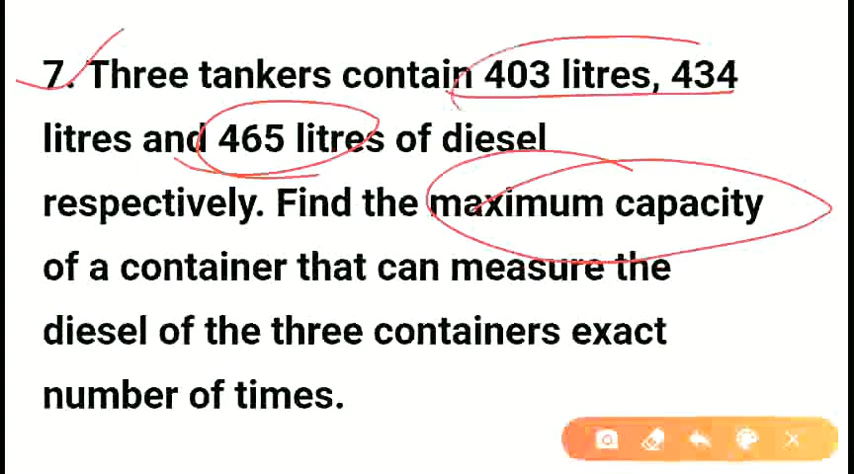 7. Three tankers contain 403 litres, 434
litres and 465 litres of diesel
respectively. Find the maximum capacity
of a container that can measure the
diesel of the three containers exact
number of times.